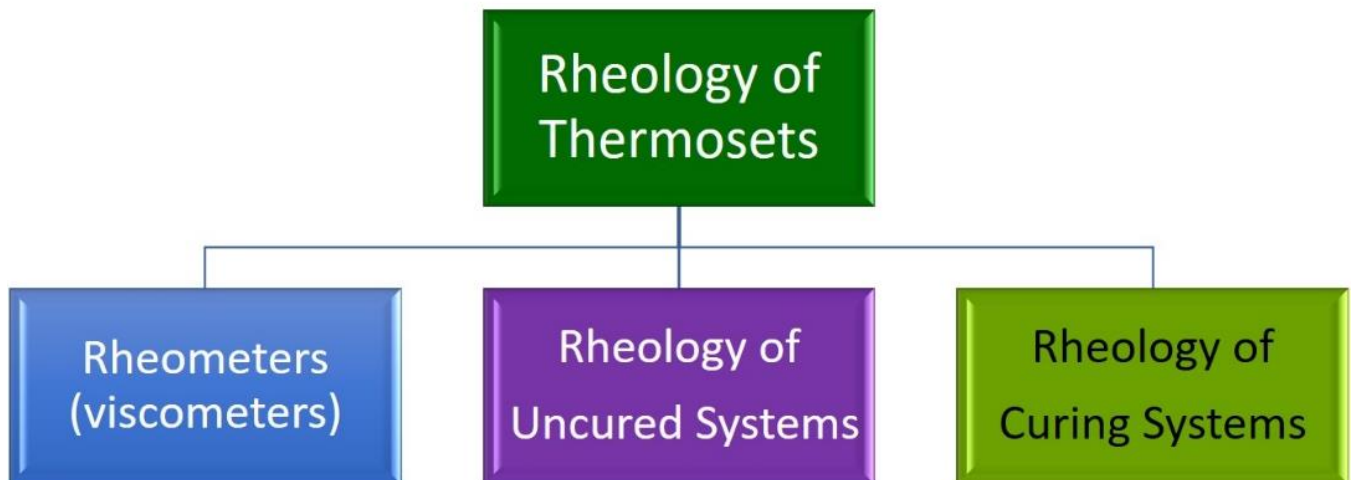 Rheology of
Thermosets
Rheometers
(viscometers)
Rheology of
Uncured Systems
Rheology of
Curing Systems